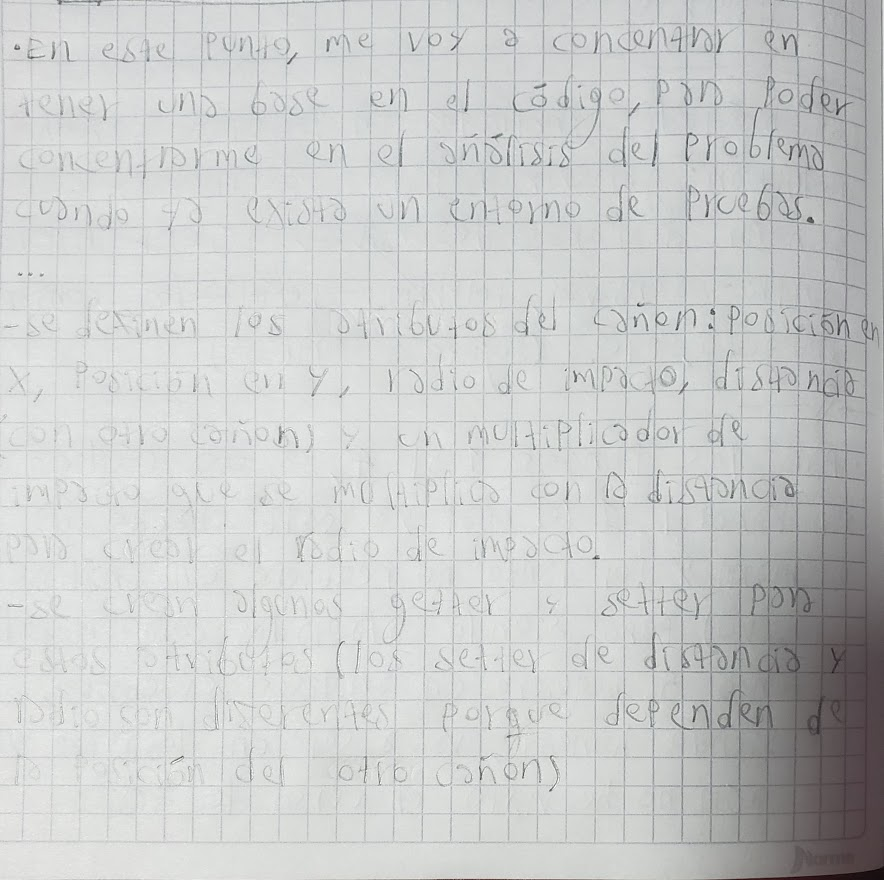 •En este punto, me voy a concentrar en
tener una base en el código, para poder
concentrarme en el análisis del problema
cuando ya exista un entorno de pruebas.
...
-se definen los atributos del cañon: posición en
x, posición en y, radio de impacto, distancia
(con otro cañon) y un multiplicador de
impacto que se multiplica con la distancia
para crear el radio de impacto.
-se crean algunos getter y setter para
estos atributos (los setter de distancia y
radio son diferentes porque dependen de
la posición del otro cañon)
Norma